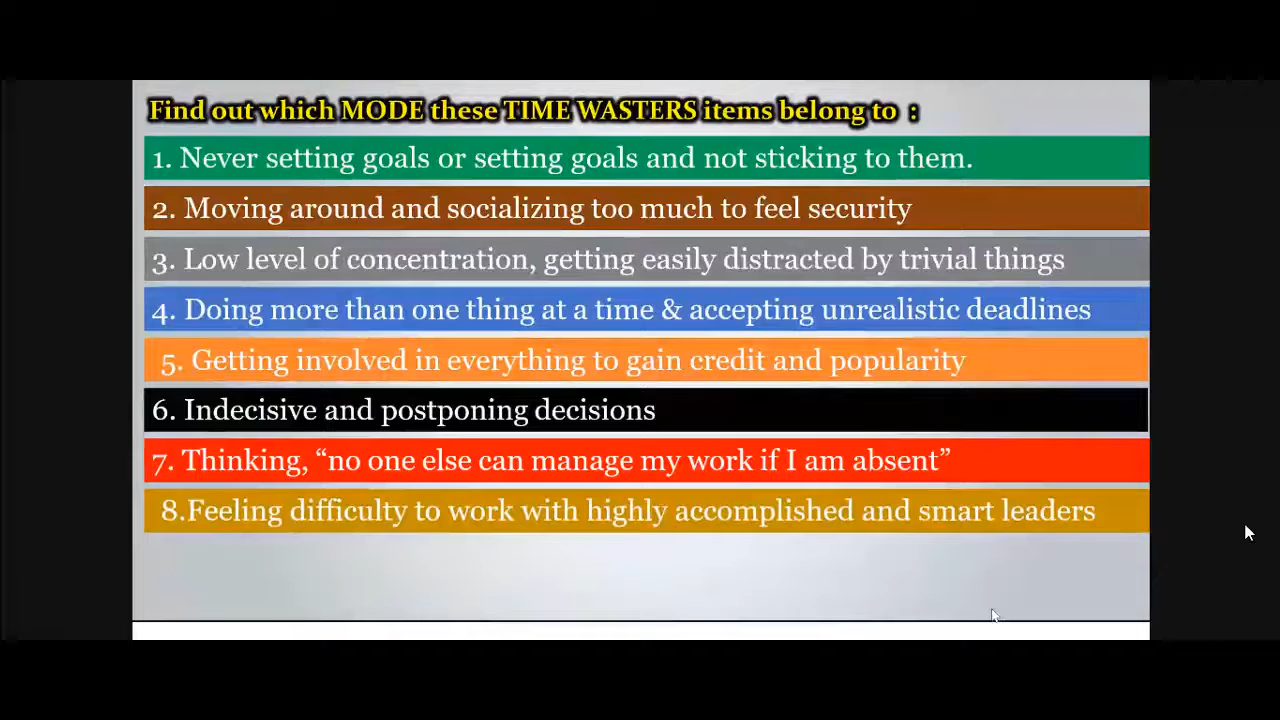 Find out which MODE these TIME WASTERS items belong to :
1. Never setting goals or setting goals and not sticking to them.
2. Moving around and socializing too much to feel security
3. Low level of concentration, getting easily distracted by trivial things
4. Doing more than one thing at a time & accepting unrealistic deadlines
5. Getting involved in everything to gain credit and popularity
6. Indecisive and postponing decisions
7. Thinking, “no one else can manage my work if I am absent”
8.Feeling difficulty to work with highly accomplished and smart leaders